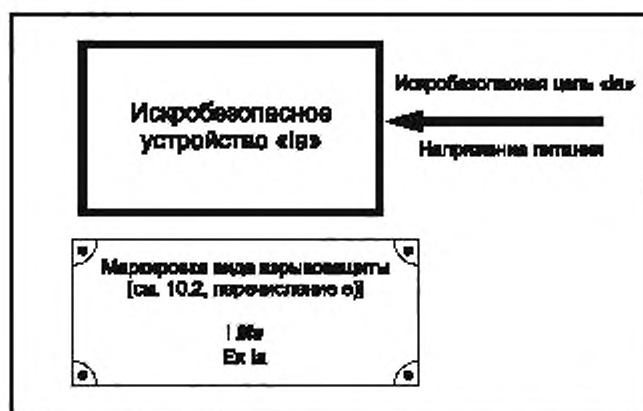 Искробезопасное
устройство «ia»
Искробезопасная цепь «ia»
Напряжение питания
Маркировка вида взрывозащиты
[см. 10.2, перечисление е)]
Ex ia